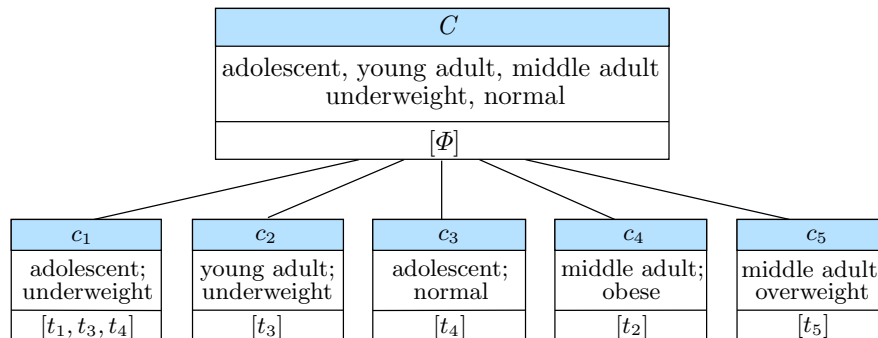 C
adolescent, young adult, middle adult
underweight, normal
[Φ]
c₁
adolescent;
underweight
[t₁, t₃, t₄]
c₂
young adult;
underweight
[t₃]
c₃
adolescent;
normal
[t₄]
c₄
middle adult;
obese
[t₂]
c₅
middle adult
overweight
[t₅]